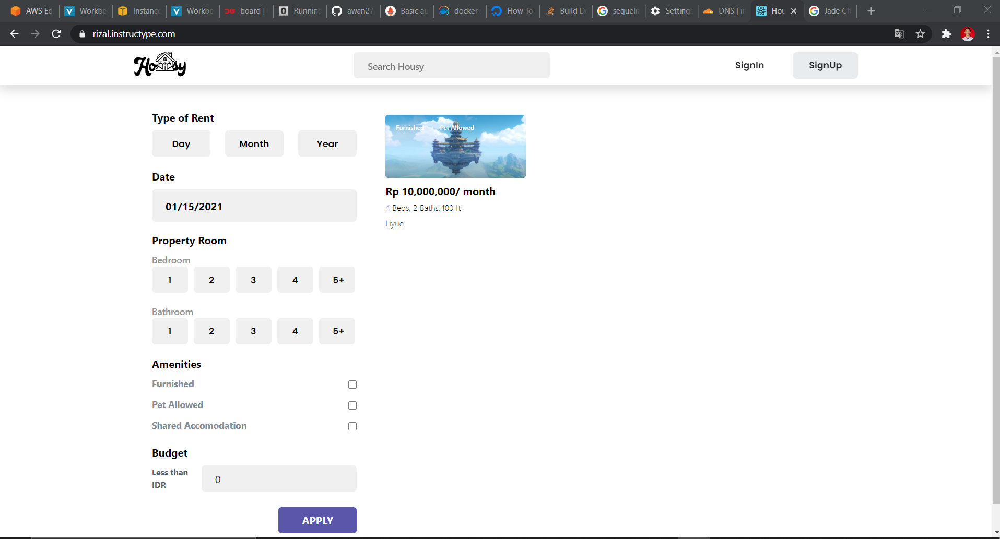 AWS Ed
Workbe
Instance
Workbe
board |
Running
awan27
Basic au
docker
How To
Build Do
sequeliz
Settings
DNS | in
Hou
Jade Ch
rizal.instructype.com
Housy
Search Housy
SignIn
SignUp
Type of Rent
Day Month Year
Date
01/15/2021
Property Room
Bedroom
1 2 3 4 5+
Bathroom
1 2 3 4 5+
Amenities
Furnished
Pet Allowed
Shared Accomodation
Budget
Less than
IDR
0
APPLY
Furnished Pet Allowed
Rp 10,000,000/ month
4 Beds, 2 Baths,400 ft
Liyue